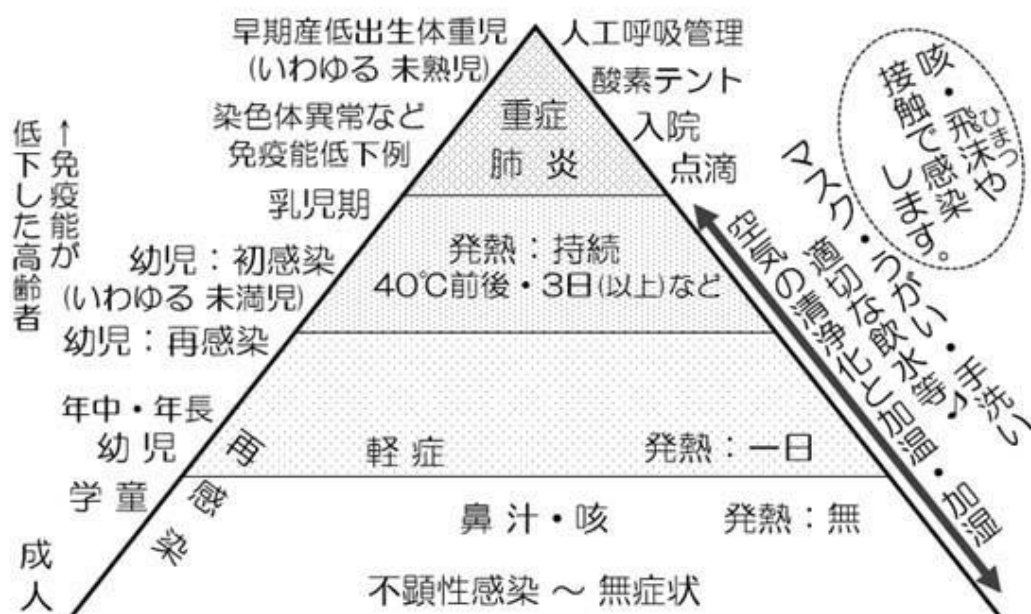 早期産低出生体重児
(いわゆる 未熟児)
染色体異常など
免疫能低下例
乳児期
幼児：初感染
(いわゆる 未満児)
幼児：再感染
年中・年長
幼児
学童
成人
↑免疫能が
低下した高齢者
再感染
重症
肺炎
発熱：持続
40℃前後・3日(以上)など
軽症
発熱：一日
鼻汁・咳
発熱：無
不顕性感染 ～ 無症状
人工呼吸管理
酸素テント
入院
点滴
咳・飛沫や
ひまつ
接触で感染
します。
マスク・うがい・手洗い
適切な飲水等♪
空気の清浄化と加温・加湿